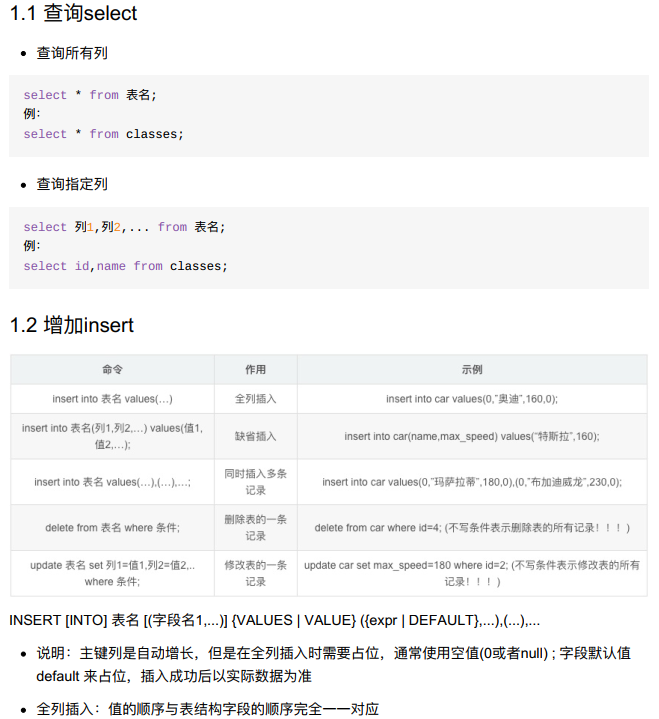 1.1 查询select
查询所有列
select * from 表名;
例：
select * from classes;
查询指定列
select 列1,列2,... from 表名;
例：
select id,name from classes;
1.2 增加insert
命令 作用 示例
insert into 表名 values(…) 全列插入 insert into car values(0,”奥迪”,160,0);
insert into 表名(列1,列2,…) values(值1,
值2,…); 缺省插入 insert into car(name,max_speed) values(“特斯拉”,160);
insert into 表名 values(…),(…),…; 同时插入多条
记录 insert into car values(0,”玛萨拉蒂”,180,0),(0,”布加迪威龙”,230,0);
delete from 表名 where 条件; 删除表的一条
记录 delete from car where id=4; (不写条件表示删除表的所有记录！！！)
update 表名 set 列1=值1,列2=值2,..
where 条件; 修改表的一条
记录 update car set max_speed=180 where id=2; (不写条件表示修改表的所有
记录！！！)
INSERT [INTO] 表名 [(字段名1,...)] {VALUES | VALUE} ({expr | DEFAULT},...),(...),...
说明：主键列是自动增长，但是在全列插入时需要占位，通常使用空值(0或者null) ; 字段默认值
default 来占位，插入成功后以实际数据为准
全列插入：值的顺序与表结构字段的顺序完全一一对应